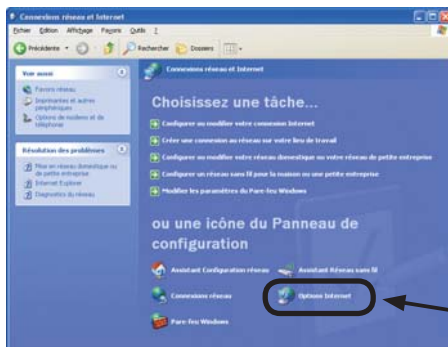 Connexions réseau et Internet
Fichier Edition Affichage Favoris Outils ?
Précédente Rechercher Dossiers
Voir aussi
Favoris réseau
Imprimantes et autres
périphériques
Options de modems et de
téléphonie
Résolution des problèmes
Mise en réseau domestique ou
de petite entreprise
Internet Explorer
Diagnostics du réseau
Connexions réseau et Internet
Choisissez une tâche...
Configurer ou modifier votre connexion Internet
Créer une connexion au réseau sur votre lieu de travail
Configurer ou modifier votre réseau domestique ou votre réseau de petite entreprise
Configurer un réseau sans fil pour la maison ou une petite entreprise
Modifier les paramètres du Pare-feu Windows
ou une icône du Panneau de
configuration
Assistant Configuration réseau
Assistant Réseau sans fil
Connexions réseau
Options Internet
Pare-feu Windows